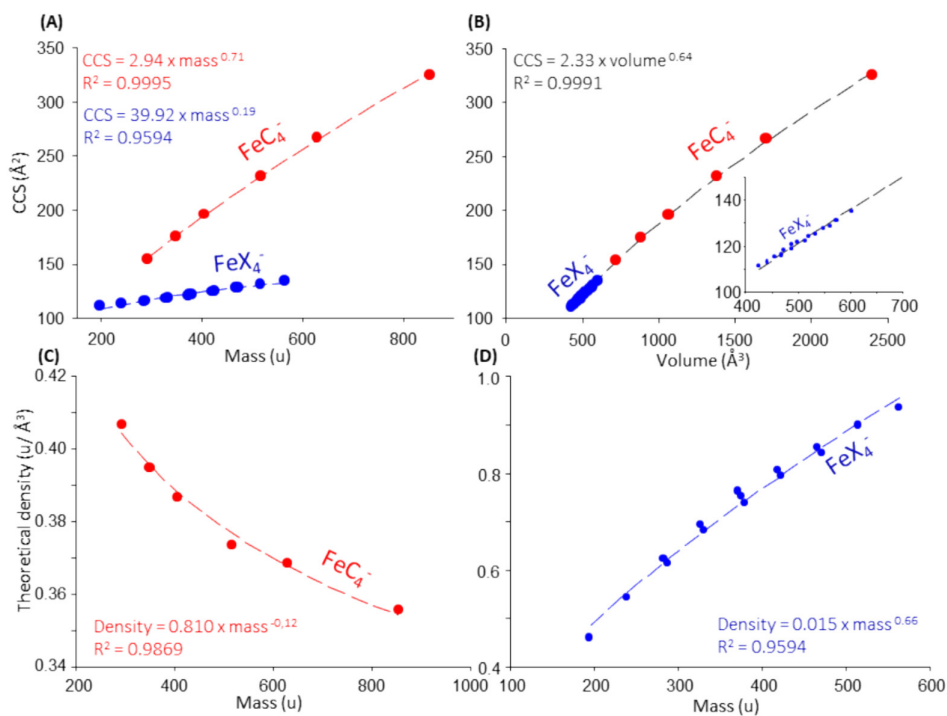 (A)
CCS = 2.94 x mass^0.71
R² = 0.9995
CCS = 39.92 x mass^0.19
R² = 0.9594
FeC₄⁻
FeX₄⁻
350
300
250
200
150
100
CCS (Å²)
200
400
600
800
Mass (u)
(B)
CCS = 2.33 x volume^0.64
R² = 0.9991
FeC₄⁻
FeX₄⁻
350
300
250
200
150
100
0
500
1000
1500
2000
2500
Volume (Å³)
FeX₄⁻
140
120
100
400
500
600
700
(C)
0.42
0.40
0.38
0.36
0.34
Theoretical density (u/ Å³)
FeC₄⁻
Density = 0.810 x mass^-0,12
R² = 0.9869
200
400
600
800
1000
Mass (u)
(D)
1.0
0.8
0.6
0.4
FeX₄⁻
Density = 0.015 x mass^0.66
R² = 0.9594
100
200
300
400
500
600
Mass (u)